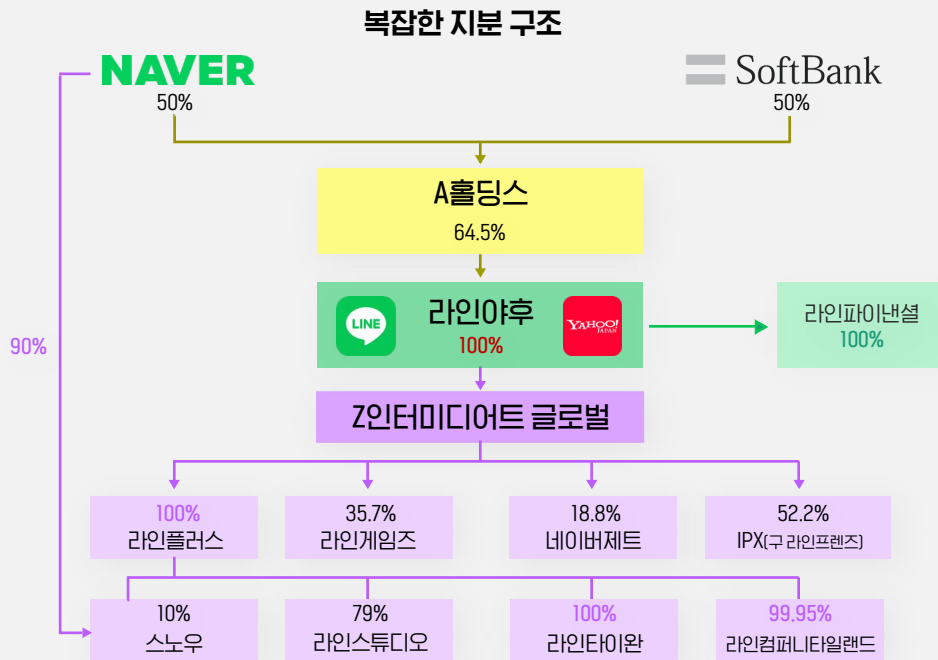 복잡한 지분 구조
NAVER
50%
SoftBank
50%
A홀딩스
64.5%
LINE
라인야후
100%
YAHOO!
JAPAN
라인파이낸셜
100%
90%
Z인터미디어트 글로벌
100%
라인플러스
35.7%
라인게임즈
18.8%
네이버제트
52.2%
IPX(구 라인프렌즈)
10%
스노우
79%
라인스튜디오
100%
라인타이완
99.95%
라인컴퍼니타일랜드